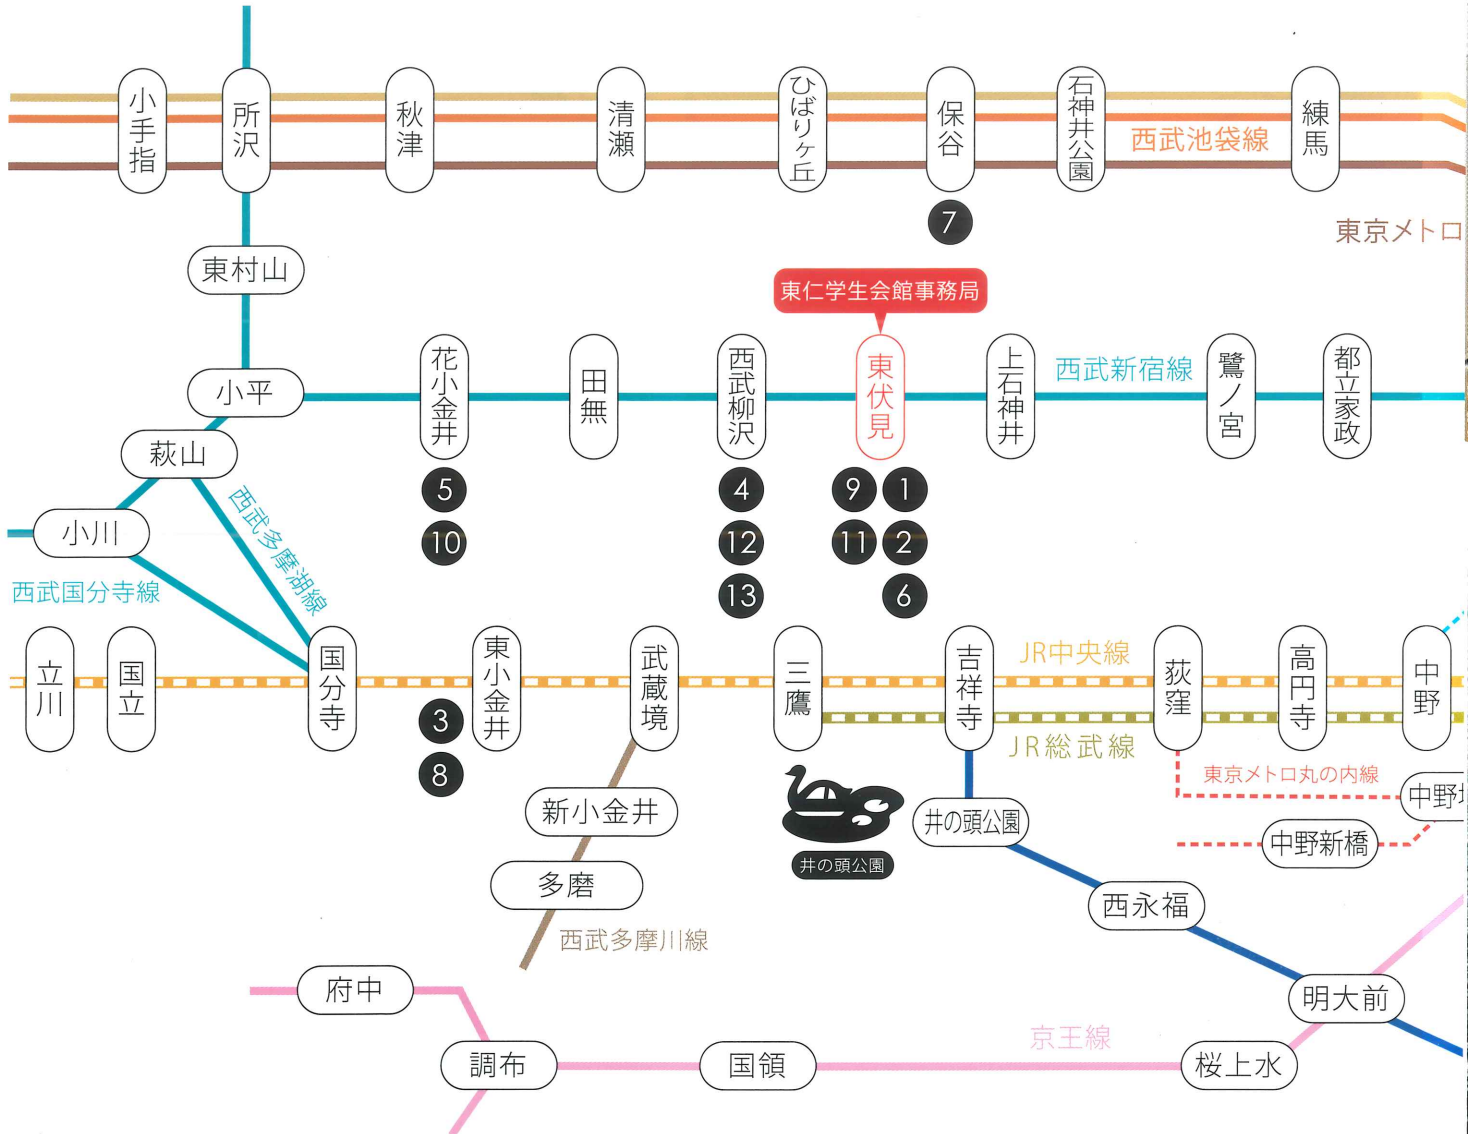 小手指
所沢
秋津
清瀬
ひばりヶ丘
保谷
石神井公園
西武池袋線
練馬
7
東京メトロ
東村山
東仁学生会館事務局
小平
花小金井
田無
西武柳沢
東伏見
上石神井
西武新宿線
鷺ノ宮
都立家政
萩山
5
4
9
1
小川
10
12
11
2
西武多摩湖線
西武国分寺線
13
6
立川
国立
国分寺
東小金井
武蔵境
三鷹
吉祥寺
JR中央線
荻窪
高円寺
中野
3
JR総武線
8
東京メトロ丸の内線
新小金井
井の頭公園
中野
井の頭公園
中野新橋
多磨
西永福
西武多摩川線
府中
明大前
京王線
調布
国領
桜上水